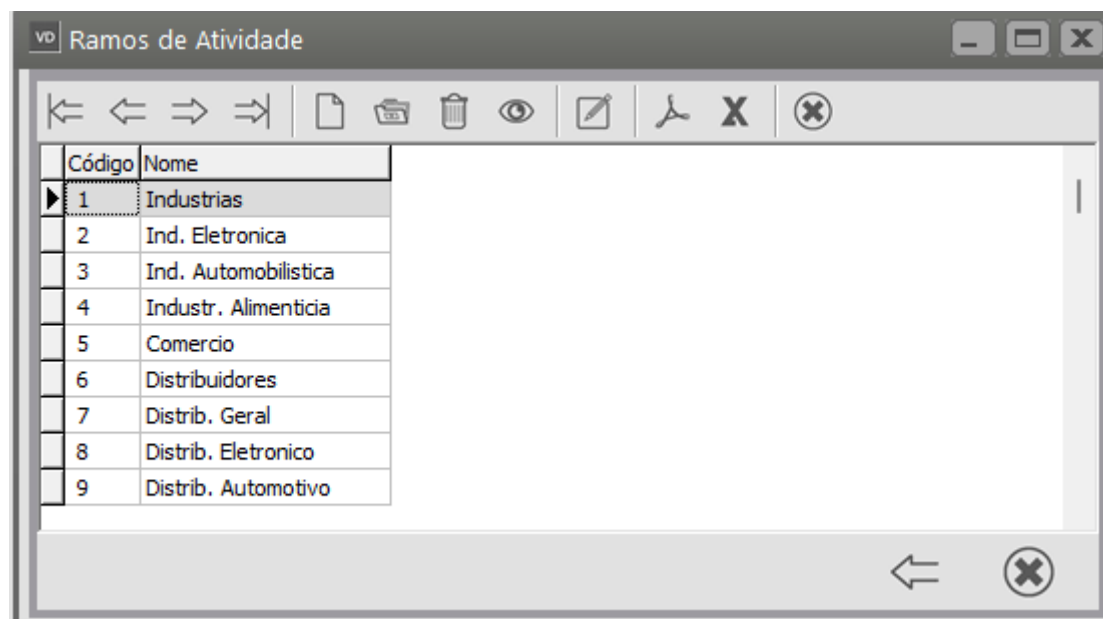 VD Ramos de Atividade
Código Nome
1 Industrias
2 Ind. Eletronica
3 Ind. Automobilistica
4 Industr. Alimenticia
5 Comercio
6 Distribuidores
7 Distrib. Geral
8 Distrib. Eletronico
9 Distrib. Automotivo